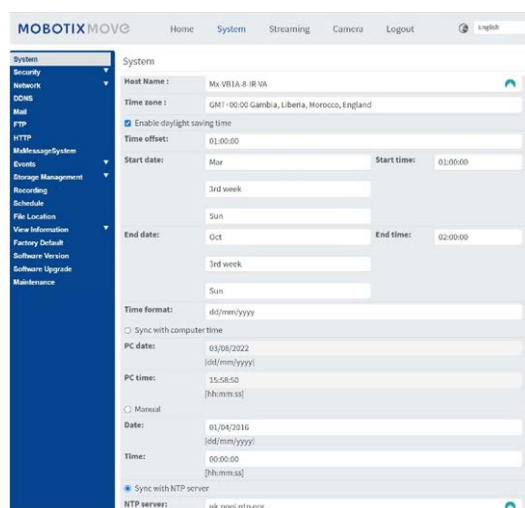 MOBOTIX MOVE Home System Streaming Camera Logout English
System
Security
Network
DDNS
Mail
FTP
HTTP
MxMessageSystem
Events
Storage Management
Recording
Schedule
File Location
View Information
Factory Default
Software Version
Software Upgrade
Maintenance
System
Host Name : Mx-VB1A-8-IR-VA
Time zone : GMT+00:00 Gambia, Liberia, Morocco, England
Enable daylight saving time
Time offset: 01:00:00
Start date: Mar Start time: 01:00:00
3rd week
Sun
End date: Oct End time: 02:00:00
3rd week
Sun
Time format: dd/mm/yyyy
Sync with computer time
PC date: 03/08/2022
[dd/mm/yyyy]
PC time: 15:58:50
[hh:mm:ss]
Manual
Date: 01/04/2016
[dd/mm/yyyy]
Time: 00:00:00
[hh:mm:ss]
Sync with NTP server
NTP server: uk.pool.ntp.org